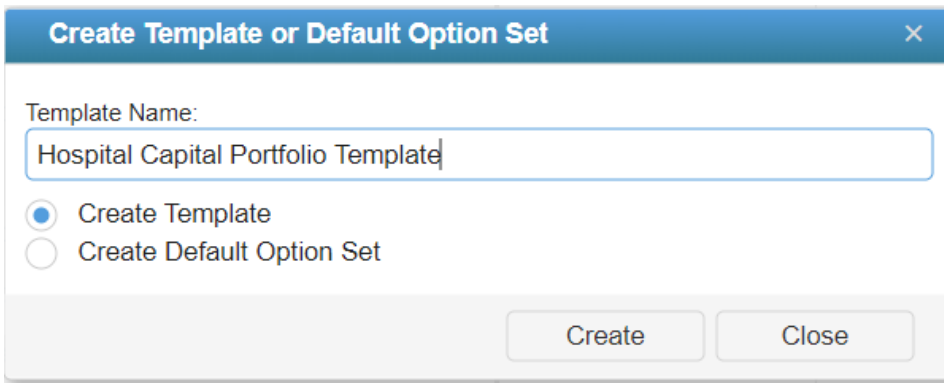 Create Template or Default Option Set
Template Name:
Hospital Capital Portfolio Template
Create Template
Create Default Option Set
Create Close